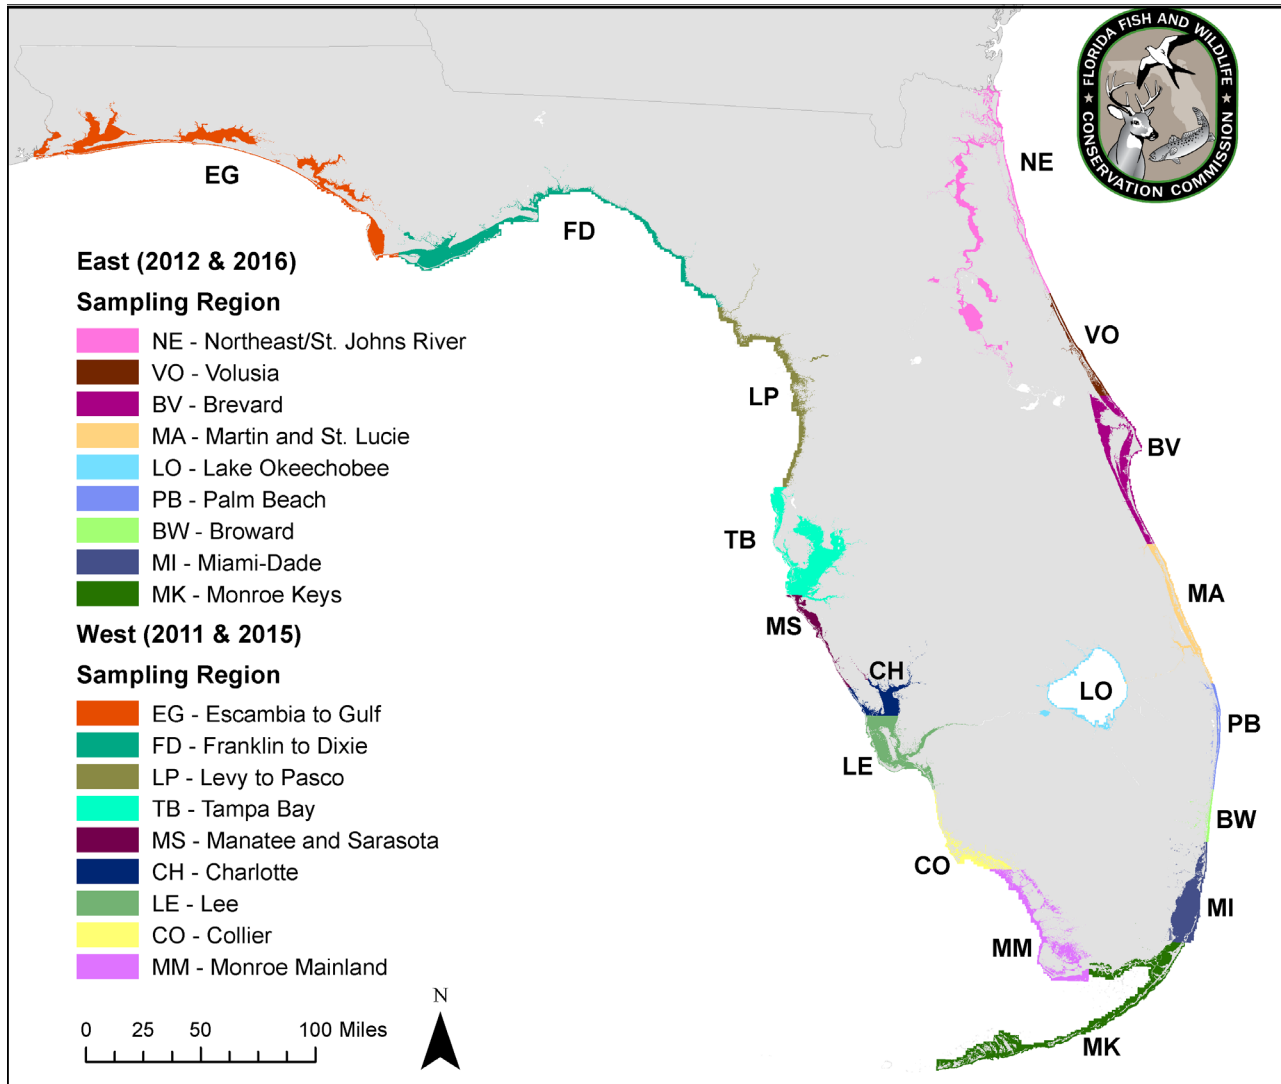 FLORIDA FISH AND WILDLIFE
CONSERVATION COMMISSION
EG
FD
NE
VO
LP
BV
TB
MA
MS
CH
LO
PB
LE
BW
CO
MI
MM
MK
East (2012 & 2016)
Sampling Region
NE - Northeast/St. Johns River
VO - Volusia
BV - Brevard
MA - Martin and St. Lucie
LO - Lake Okeechobee
PB - Palm Beach
BW - Broward
MI - Miami-Dade
MK - Monroe Keys
West (2011 & 2015)
Sampling Region
EG - Escambia to Gulf
FD - Franklin to Dixie
LP - Levy to Pasco
TB - Tampa Bay
MS - Manatee and Sarasota
CH - Charlotte
LE - Lee
CO - Collier
MM - Monroe Mainland
0 25 50 100 Miles
N